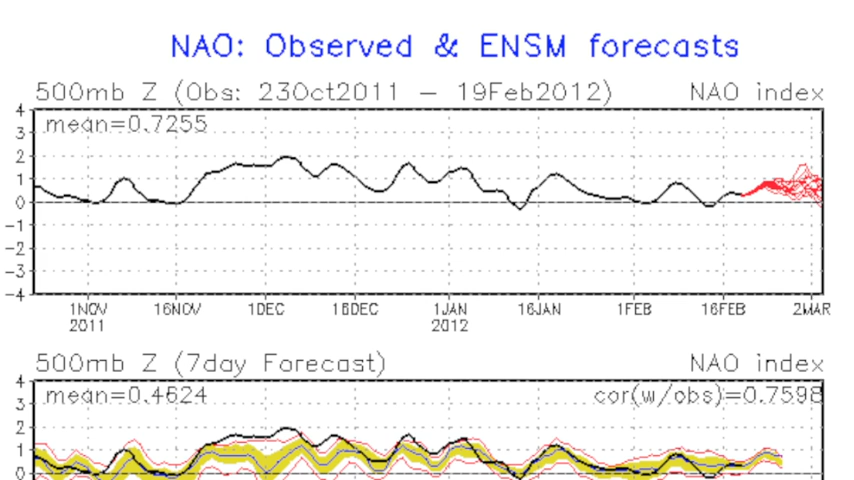 NAO: Observed & ENSM forecasts
500mb Z (Obs: 23Oct2011 – 19Feb2012) NAO index
4
mean=0.7255
3
2
1
0
-1
-2
-3
-4
1NOV 16NOV 1DEC 16DEC 1JAN 16JAN 1FEB 16FEB 2MAR
2011 2012
500mb Z (7day Forecast) NAO index
4
mean=0.4624 cor(w/obs)=0.7598
3
2
1
0